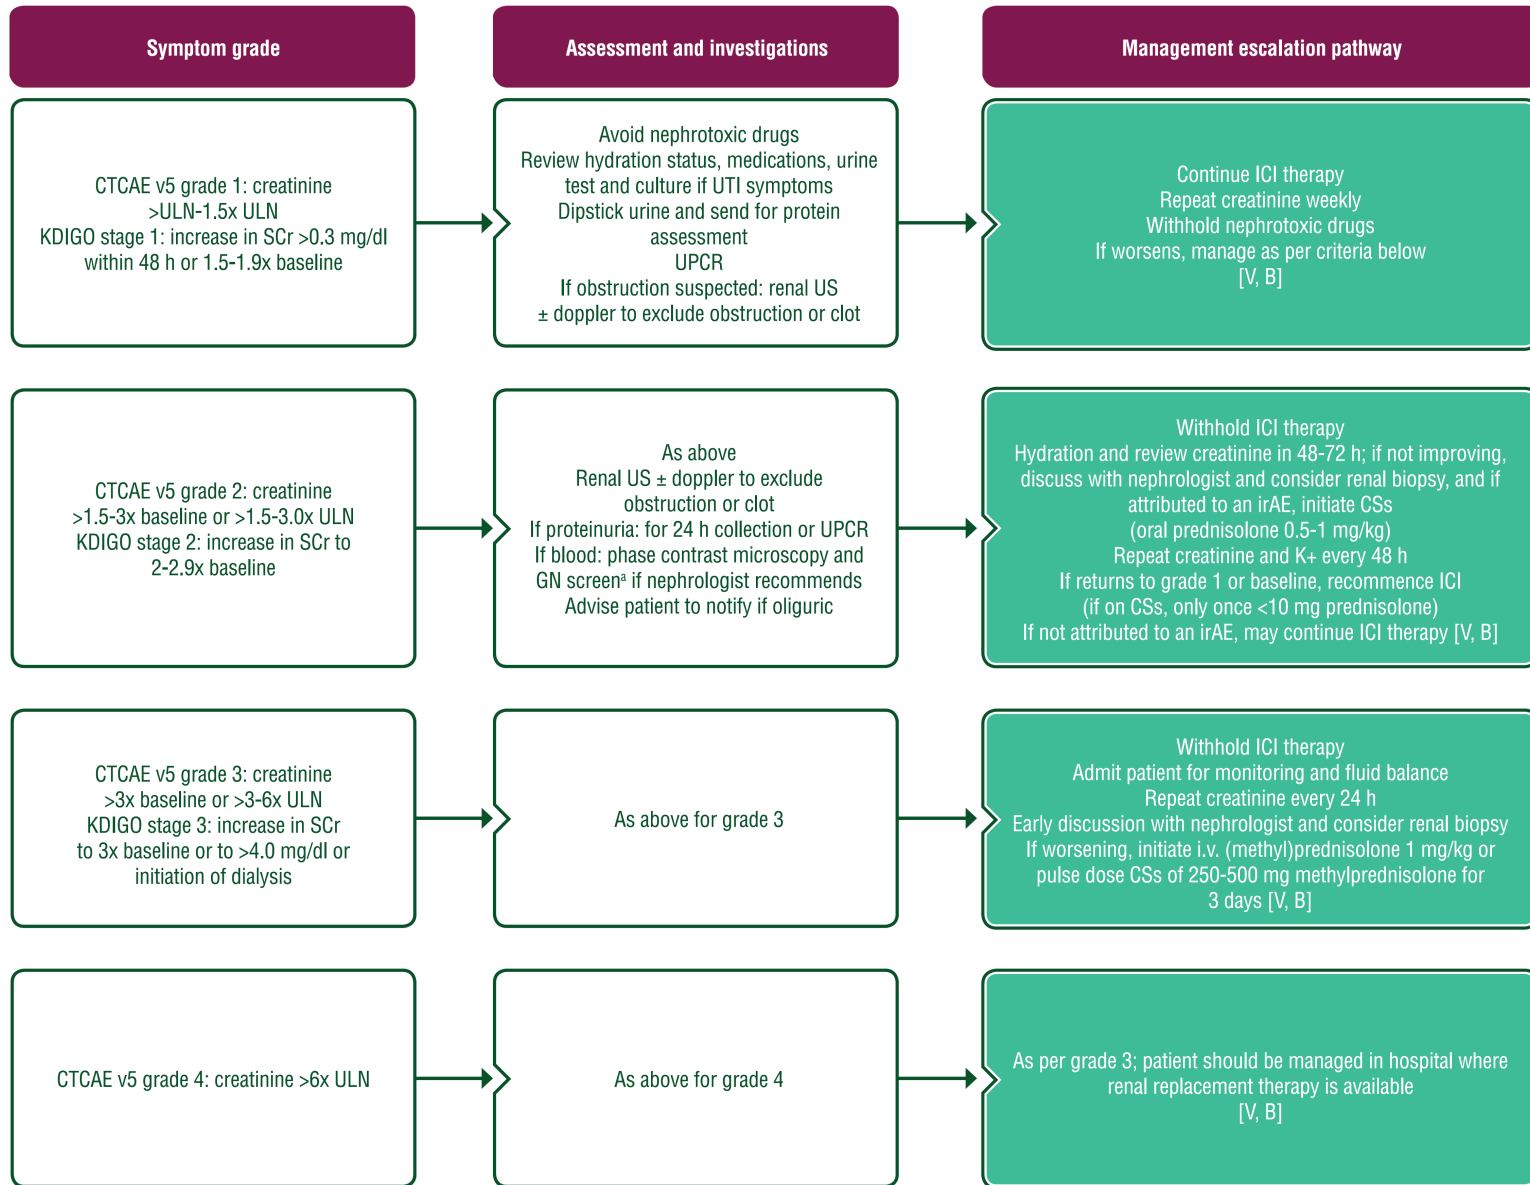 Symptom grade
Assessment and investigations
Management escalation pathway
CTCAE v5 grade 1: creatinine
>ULN-1.5x ULN
KDIGO stage 1: increase in SCr >0.3 mg/dl
within 48 h or 1.5-1.9x baseline
Avoid nephrotoxic drugs
Review hydration status, medications, urine
test and culture if UTI symptoms
Dipstick urine and send for protein
assessment
UPCR
If obstruction suspected: renal US
± doppler to exclude obstruction or clot
Continue ICI therapy
Repeat creatinine weekly
Withhold nephrotoxic drugs
If worsens, manage as per criteria below
[V, B]
CTCAE v5 grade 2: creatinine
>1.5-3x baseline or >1.5-3.0x ULN
KDIGO stage 2: increase in SCr to
2-2.9x baseline
As above
Renal US ± doppler to exclude
obstruction or clot
If proteinuria: for 24 h collection or UPCR
If blood: phase contrast microscopy and
GN screenᵃ if nephrologist recommends
Advise patient to notify if oliguric
Withhold ICI therapy
Hydration and review creatinine in 48-72 h; if not improving,
discuss with nephrologist and consider renal biopsy, and if
attributed to an irAE, initiate CSs
(oral prednisolone 0.5-1 mg/kg)
Repeat creatinine and K+ every 48 h
If returns to grade 1 or baseline, recommence ICI
(if on CSs, only once <10 mg prednisolone)
If not attributed to an irAE, may continue ICI therapy [V, B]
CTCAE v5 grade 3: creatinine
>3x baseline or >3-6x ULN
KDIGO stage 3: increase in SCr
to 3x baseline or to >4.0 mg/dl or
initiation of dialysis
As above for grade 3
Withhold ICI therapy
Admit patient for monitoring and fluid balance
Repeat creatinine every 24 h
Early discussion with nephrologist and consider renal biopsy
If worsening, initiate i.v. (methyl)prednisolone 1 mg/kg or
pulse dose CSs of 250-500 mg methylprednisolone for
3 days [V, B]
CTCAE v5 grade 4: creatinine >6x ULN
As above for grade 4
As per grade 3; patient should be managed in hospital where
renal replacement therapy is available
[V, B]